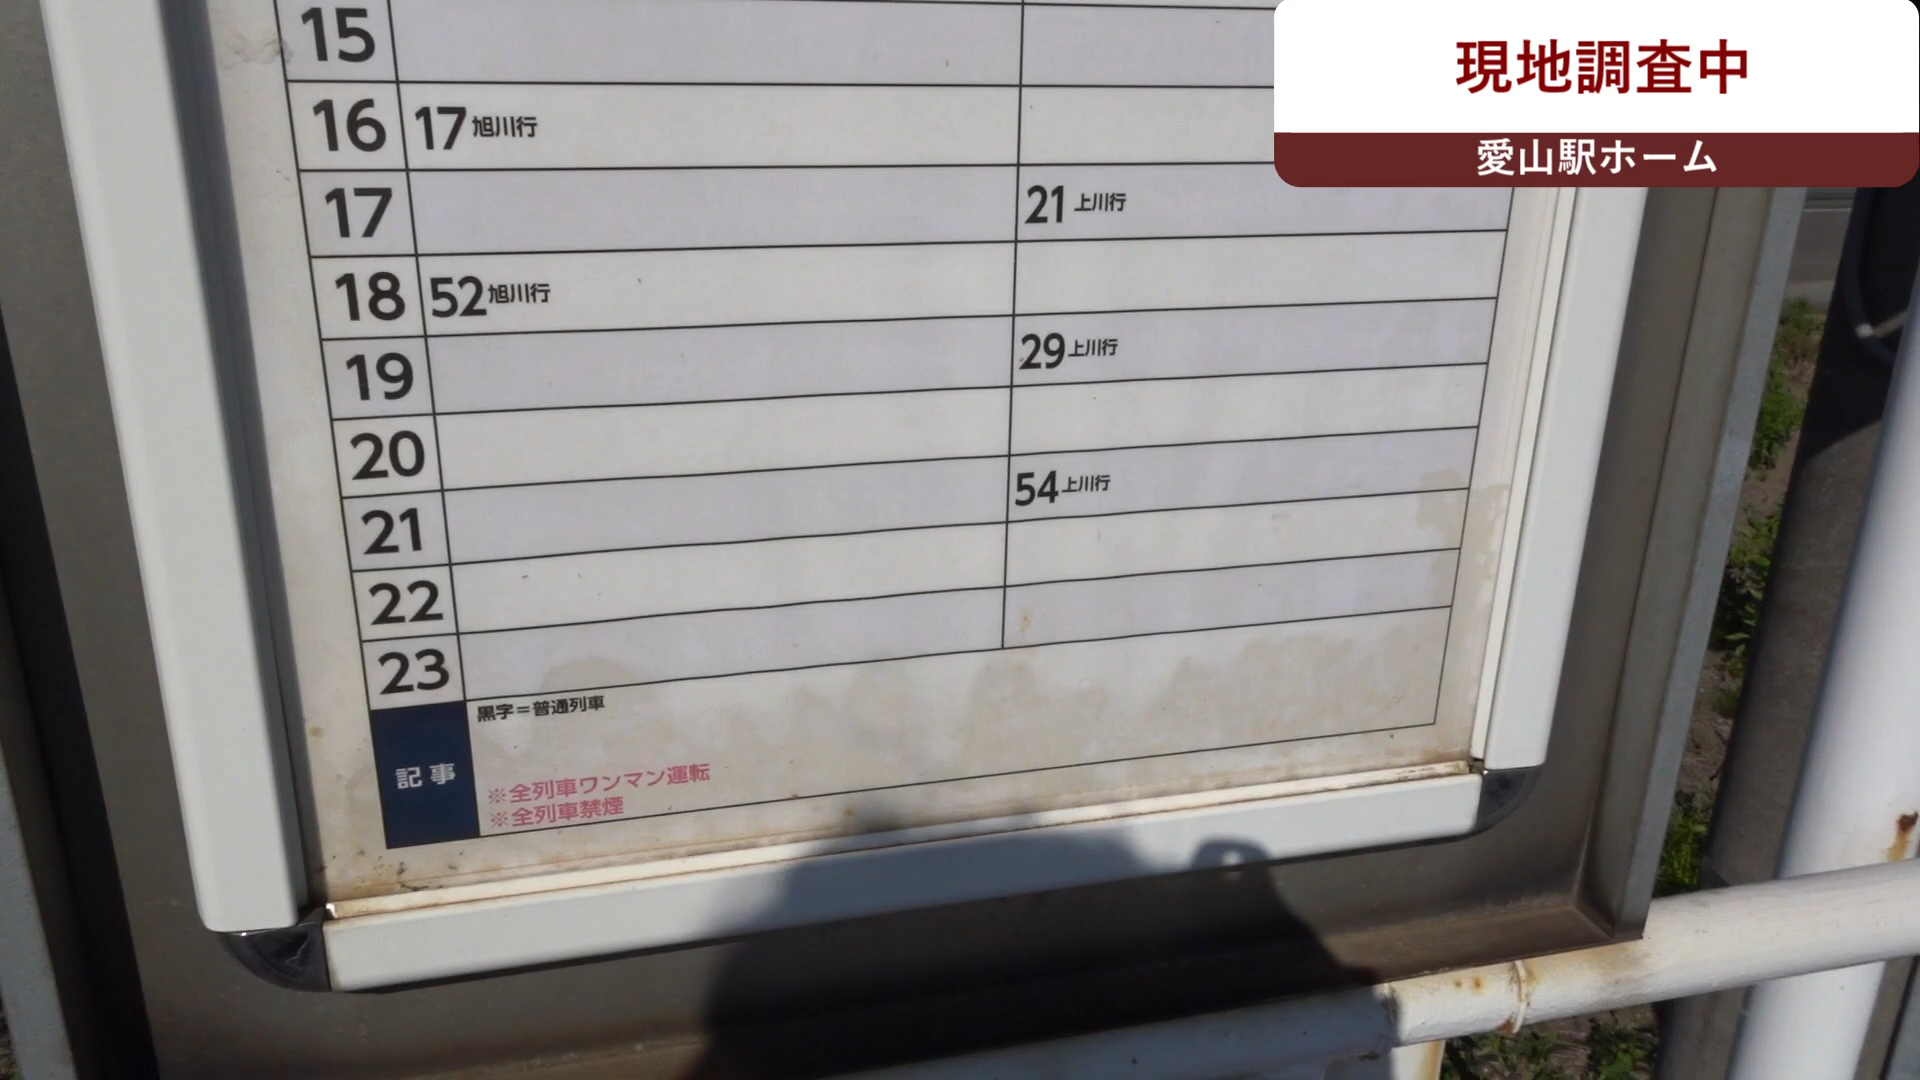 現地調査中
愛山駅ホーム
15
16 17 旭川行
17 21 上川行
18 52 旭川行
19 29 上川行
20
21 54 上川行
22
23
記事 黒字＝普通列車
※全列車ワンマン運転
※全列車禁煙